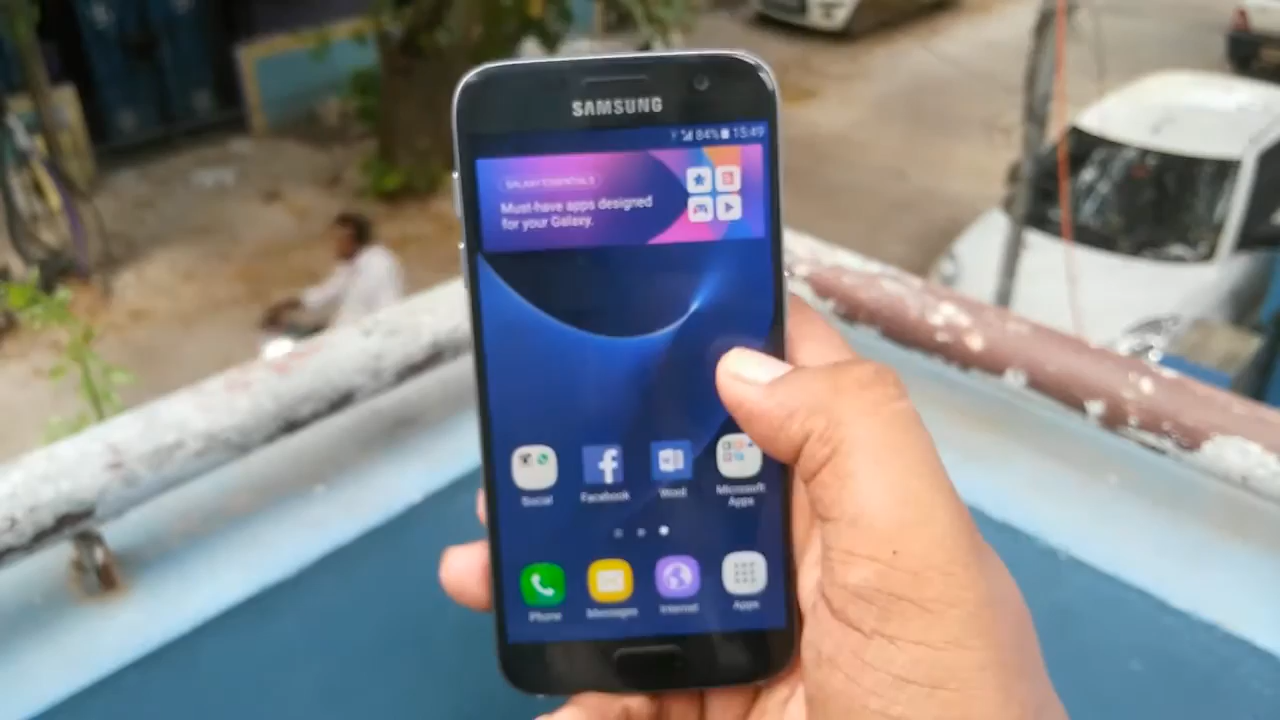 SAMSUNG
84% 15:49
GALAXY ESSENTIALS
Must-have apps designed
for your Galaxy.
Social Facebook Word Microsoft
Apps
Phone Messages Internet Apps